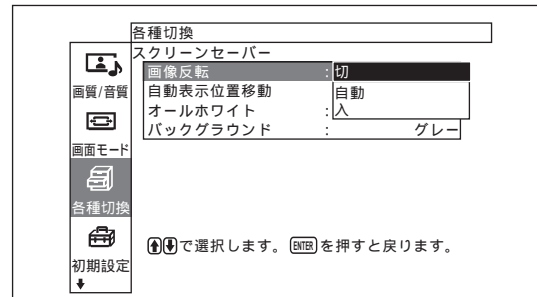 各種切換
スクリーンセーバー
画像反転 : 切
自動表示位置移動 自動
オールホワイト : 入
バックグラウンド : グレー
画質/音質
画面モード
各種切換
初期設定
で選択します。 ENTER を押すと戻ります。